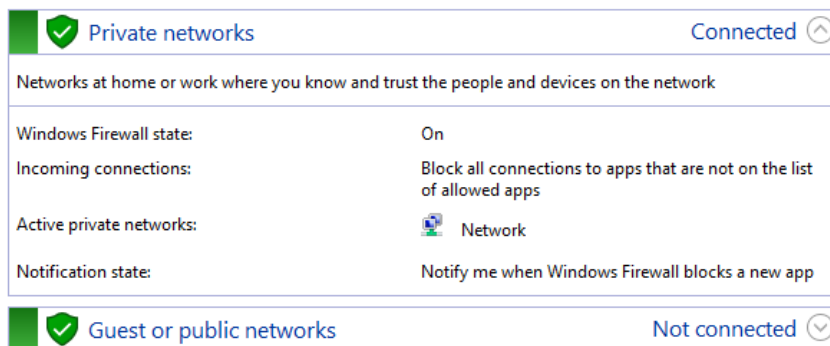 Private networks Connected
Networks at home or work where you know and trust the people and devices on the network
Windows Firewall state: On
Incoming connections: Block all connections to apps that are not on the list
of allowed apps
Active private networks: Network
Notification state: Notify me when Windows Firewall blocks a new app
Guest or public networks Not connected